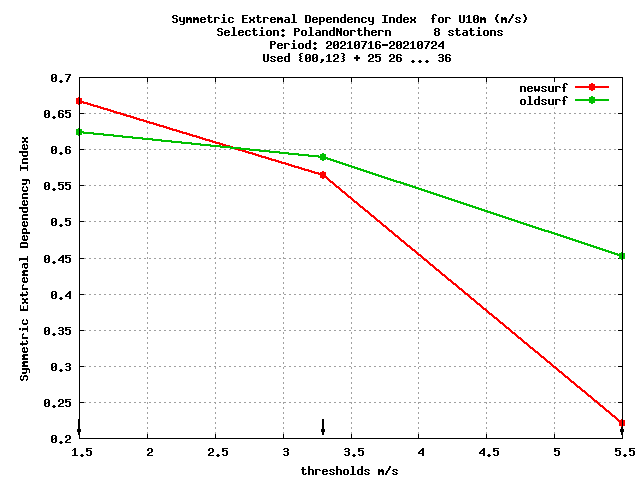 Symmetric Extremal Dependency Index  for U10m (m/s)
Selection: PolandNorthern      8 stations
Period: 20210716-20210724
Used {00,12} + 25 26 ... 36
newsurf
oldsurf
Symmetric Extremal Dependency Index
0.7
0.65
0.6
0.55
0.5
0.45
0.4
0.35
0.3
0.25
0.2
1.5 2 2.5 3 3.5 4 4.5 5 5.5
thresholds m/s